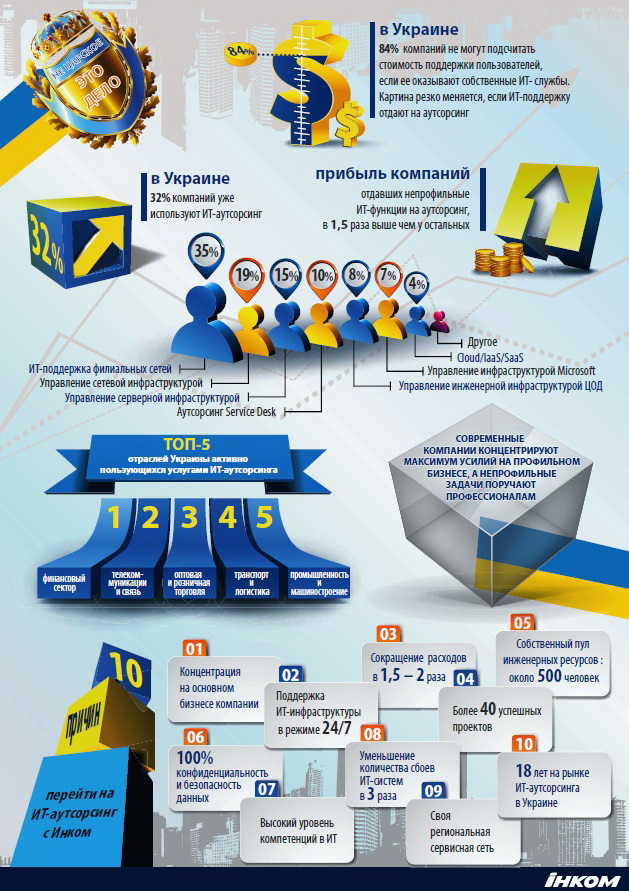 НЕ ЦАРСКОЕ
ЭТО
ДЕЛО
84%
в Украине
84% компаний не могут подсчитать
стоимость поддержки пользователей,
если ее оказывают собственные ИТ- службы.
Картина резко меняется, если ИТ-поддержку
отдают на аутсорсинг
32%
в Украине
32% компаний уже
используют ИТ-аутсорсинг
прибыль компаний
отдавших непрофильные
ИТ-функции на аутсорсинг,
в 1,5 раза выше чем у остальных
35%
19%
15%
10%
8%
7%
4%
Другое
Cloud/IaaS/SaaS
Управление инфраструктурой Microsoft
Управление инженерной инфраструктурой ЦОД
ИТ-поддержка филиальных сетей
Управление сетевой инфраструктурой
Управление серверной инфраструктурой
Аутсорсинг Service Desk
ТОП-5
отраслей Украины активно
пользующихся услугами ИТ-аутсорсинга
1 2 3 4 5
финансовый
сектор
телеком-
муникации
и связь
оптовая
и розничная
торговля
транспорт
и логистика
промышленность
и
машиностроение
СОВРЕМЕННЫЕ
КОМПАНИИ КОНЦЕНТРИРУЮТ
МАКСИМУМ УСИЛИЙ НА ПРОФИЛЬНОМ
БИЗНЕСЕ, А НЕПРОФИЛЬНЫЕ
ЗАДАЧИ ПОРУЧАЮТ
ПРОФЕССИОНАЛАМ
10
причин
перейти на
ИТ-аутсорсинг
с Инком
01
Концентрация
на основном
бизнесе компании
02
Поддержка
ИТ-инфраструктуры
в режиме 24/7
03
Сокращение расходов
в 1,5 – 2 раза
04
Более 40 успешных
проектов
05
Собственный пул
инженерных ресурсов :
около 500 человек
06
100%
конфиденциальность
и безопасность
данных
07
Высокий уровень
компетенций в ИТ
08
Уменьшение
количества сбоев
ИТ-систем
в 3 раза
09
Своя
региональная
сервисная сеть
10
18 лет на рынке
ИТ-аутсорсинга
в Украине
інком